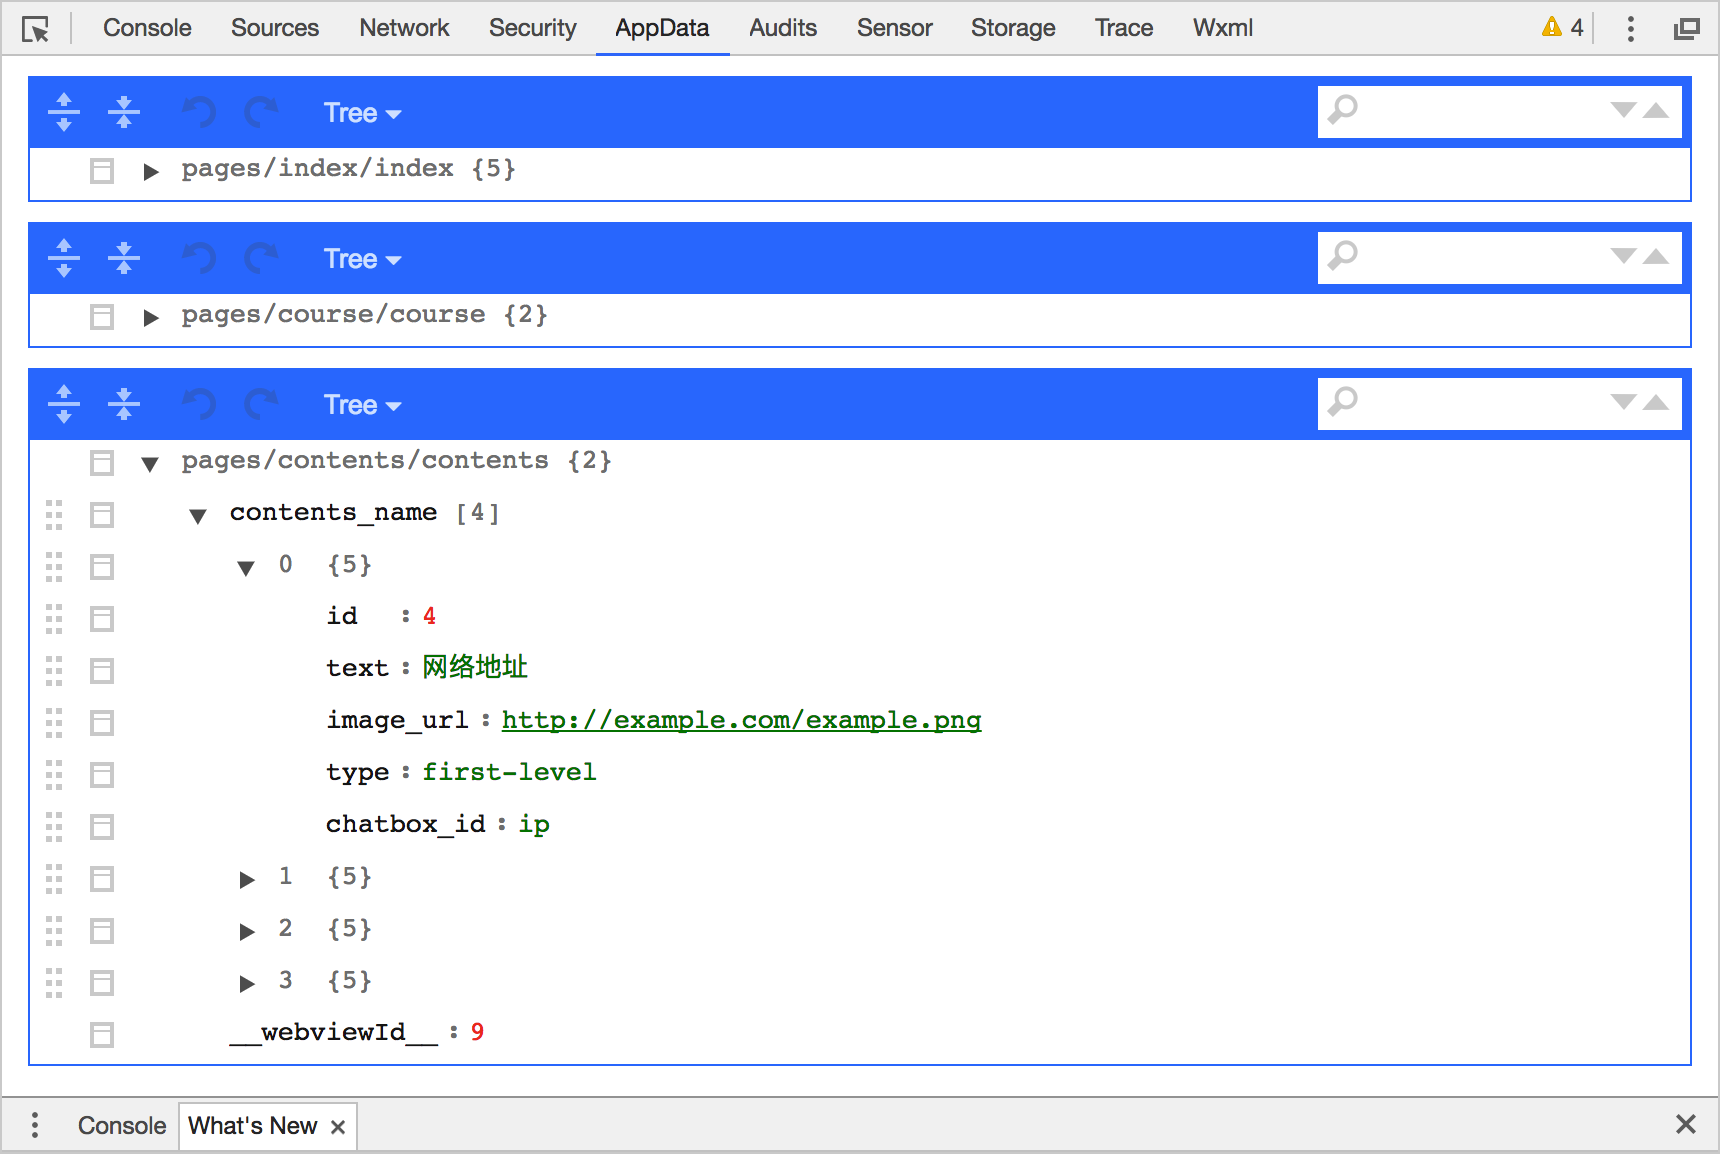 Console Sources Network Security AppData Audits Sensor Storage Trace Wxml 4
Tree
pages/index/index {5}
Tree
pages/course/course {2}
Tree
pages/contents/contents {2}
contents_name [4]
0 {5}
id : 4
text : 网络地址
image_url : http://example.com/example.png
type : first-level
chatbox_id : ip
1 {5}
2 {5}
3 {5}
__webviewId__ : 9
Console What's New